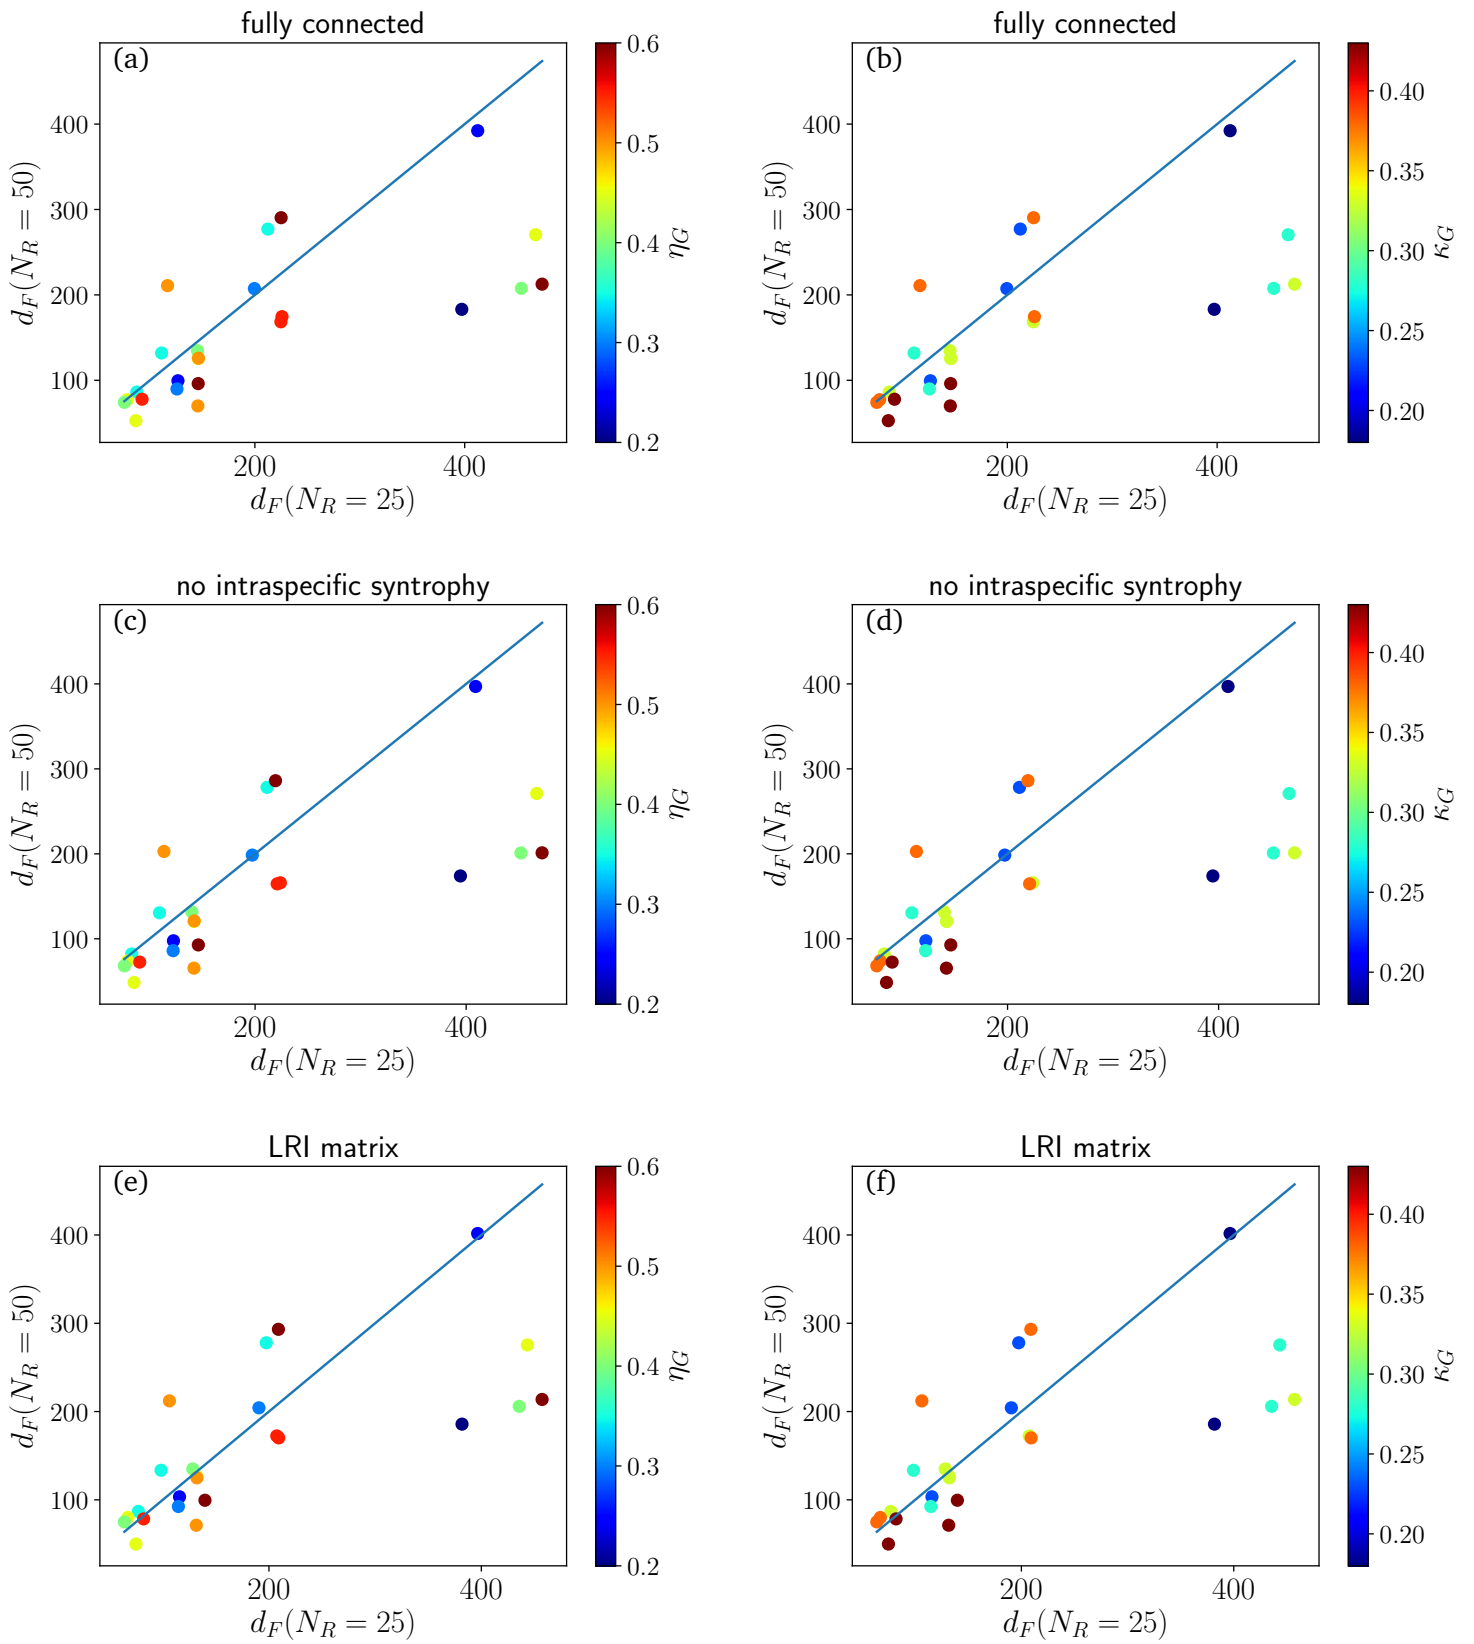 fully connected
(a)
400
300
200
100
200
400
d_F(N_R = 50)
d_F(N_R = 25)
0.6
0.5
0.4
0.3
0.2
η_G
fully connected
(b)
400
300
200
100
200
400
d_F(N_R = 50)
d_F(N_R = 25)
0.40
0.35
0.30
0.25
0.20
κ_G
no intraspecific syntrophy
(c)
400
300
200
100
200
400
d_F(N_R = 50)
d_F(N_R = 25)
0.6
0.5
0.4
0.3
0.2
η_G
no intraspecific syntrophy
(d)
400
300
200
100
200
400
d_F(N_R = 50)
d_F(N_R = 25)
0.40
0.35
0.30
0.25
0.20
κ_G
LRI matrix
(e)
400
300
200
100
200
400
d_F(N_R = 50)
d_F(N_R = 25)
0.6
0.5
0.4
0.3
0.2
η_G
LRI matrix
(f)
400
300
200
100
200
400
d_F(N_R = 50)
d_F(N_R = 25)
0.40
0.35
0.30
0.25
0.20
κ_G